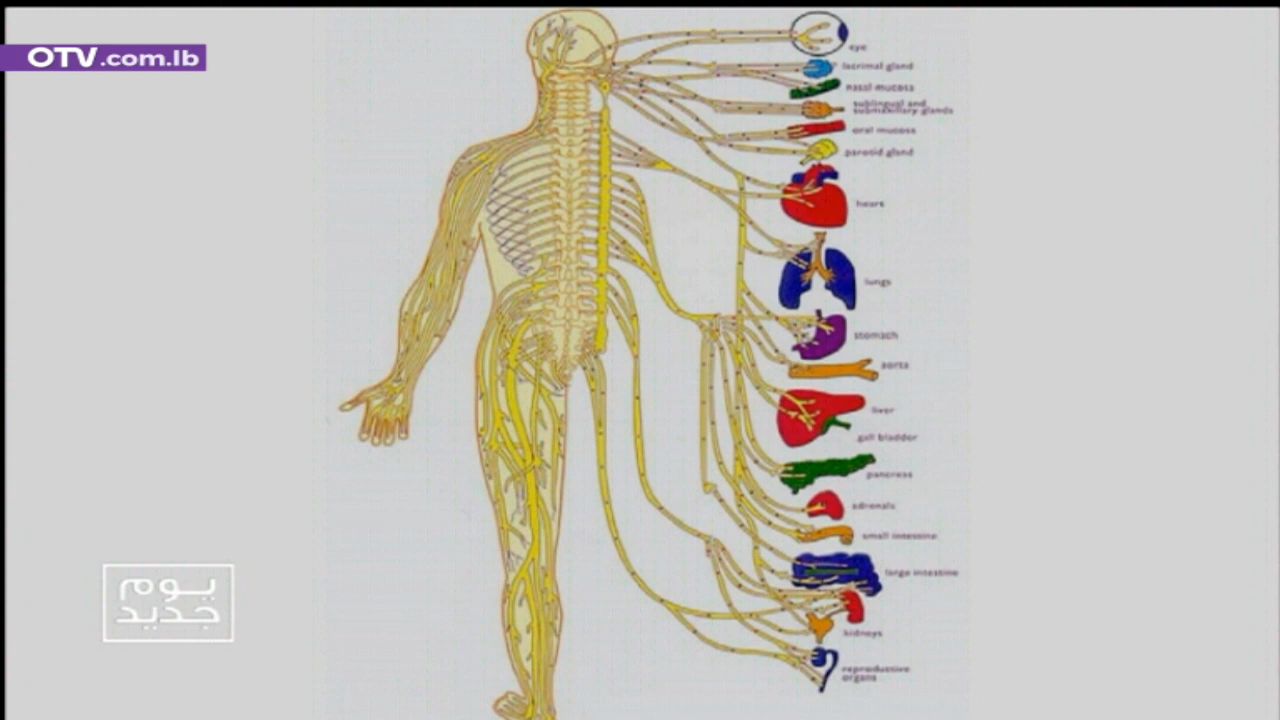 OTV.com.lb
eye
lacrimal gland
nasal mucosa
sublingual and
submaxillary glands
oral mucosa
parotid gland
heart
lungs
stomach
aorta
liver
gall bladder
pancreas
adrenals
small intestine
large intestine
kidneys
reproductive
organs
يوم
جديد